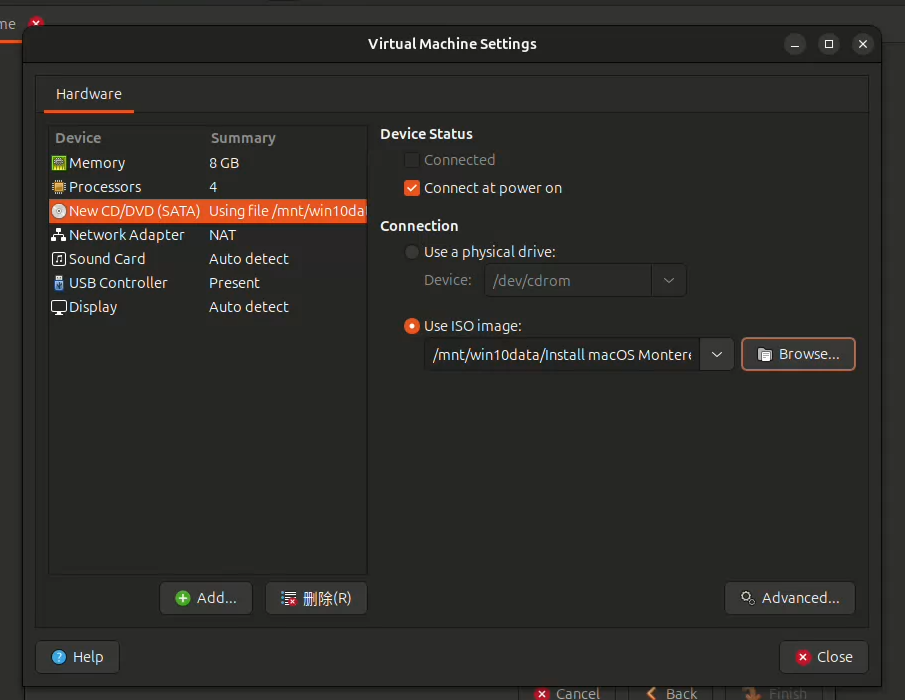 me
Virtual Machine Settings
Hardware
Device Summary
Memory 8 GB
Processors 4
New CD/DVD (SATA) Using file /mnt/win10da
Network Adapter NAT
Sound Card Auto detect
USB Controller Present
Display Auto detect
Device Status
Connected
Connect at power on
Connection
Use a physical drive:
Device: /dev/cdrom
Use ISO image:
/mnt/win10data/Install macOS Montere
Browse...
Add... 删除(R)
Advanced...
Help
Close
Cancel Back Finish